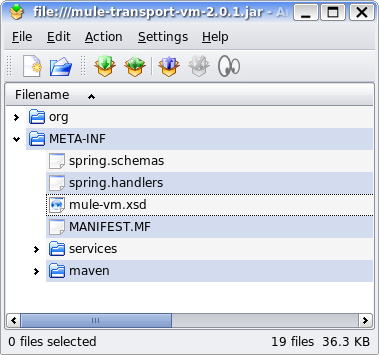 file:///mule-transport-vm-2.0.1.jar - A
File Edit Action Settings Help
Filename
org
META-INF
spring.schemas
spring.handlers
mule-vm.xsd
MANIFEST.MF
services
maven
0 files selected 19 files 36.3 KB